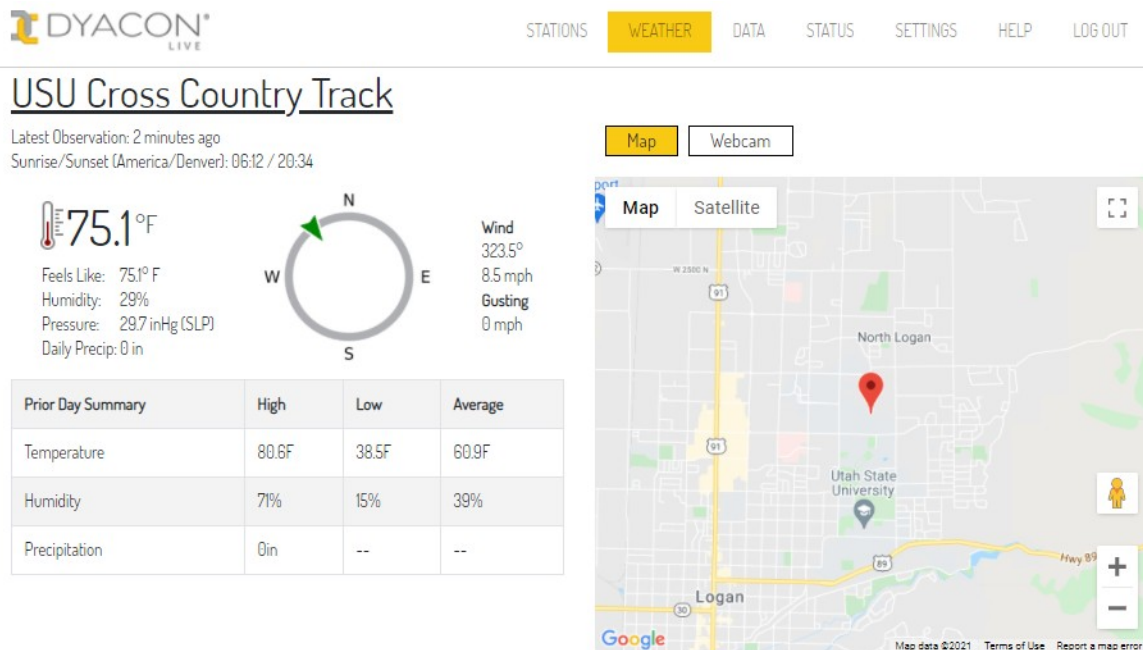 DYACON®
LIVE
STATIONS WEATHER DATA STATUS SETTINGS HELP LOG OUT
USU Cross Country Track
Latest Observation: 2 minutes ago
Sunrise/Sunset (America/Denver): 06:12 / 20:34
75.1°F
Feels Like: 75.1° F
Humidity: 29%
Pressure: 29.7 inHg (SLP)
Daily Precip: 0 in
N
W E
S
Wind
323.5°
8.5 mph
Gusting
0 mph
Prior Day Summary High Low Average
Temperature 80.6F 38.5F 60.9F
Humidity 71% 15% 39%
Precipitation 0in -- --
Map Webcam
port
Map Satellite
W 2500 N
91
North Logan
91
Utah State
University
89
Hwy 89
Logan
30
+
−
Google
Map data ©2021 Terms of Use Report a map error